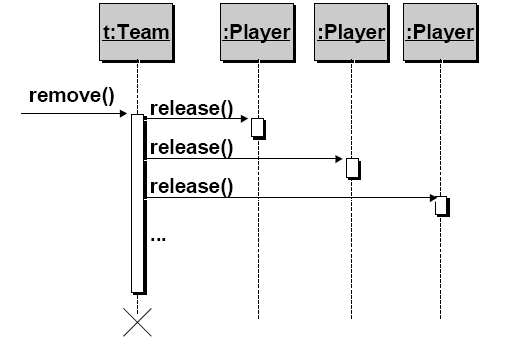 t:Team :Player :Player :Player
remove()
release()
release()
release()
...